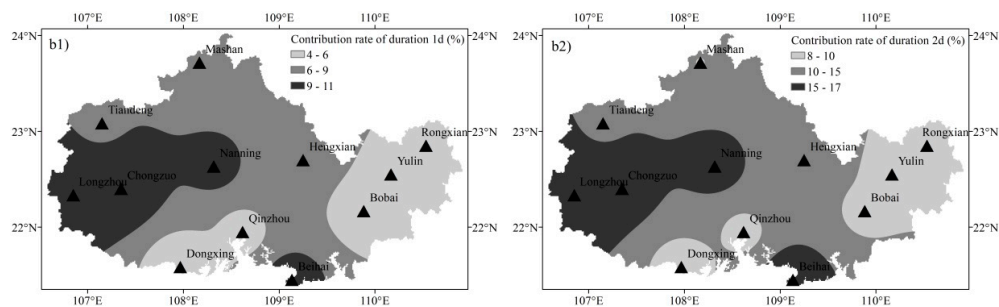 107°E 108°E 109°E 110°E
b1)
24°N
Contribution rate of duration 1d (%)
4 - 6
6 - 9
9 - 11
Mashan
Tiandeng
23°N
Rongxian
Nanning
Hengxian
Yulin
Longzhou
Chongzuo
Bobai
22°N
Qinzhou
Dongxing
Beihai
107°E 108°E 109°E 110°E
107°E 108°E 109°E 110°E
24°N
24°N
b2)
Contribution rate of duration 2d (%)
8 - 10
10 - 15
15 - 17
Mashan
Tiandeng
23°N
23°N
Rongxian
Nanning
Hengxian
Yulin
Longzhou
Chongzuo
Bobai
22°N
22°N
Qinzhou
Dongxing
Beihai
107°E 108°E 109°E 110°E